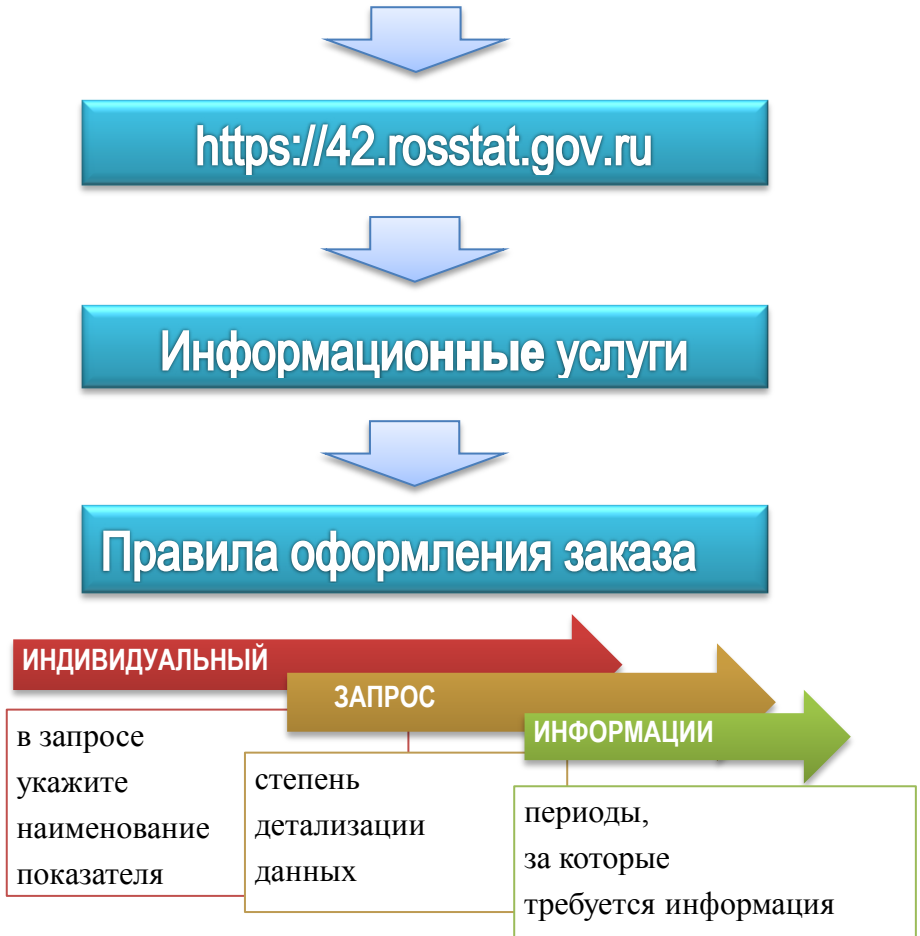 https://42.rosstat.gov.ru
Информационные услуги
Правила оформления заказа
ИНДИВИДУАЛЬНЫЙ
ЗАПРОС
ИНФОРМАЦИИ
в запросе
укажите
наименование
показателя
степень
детализации
данных
периоды,
за которые
требуется информация